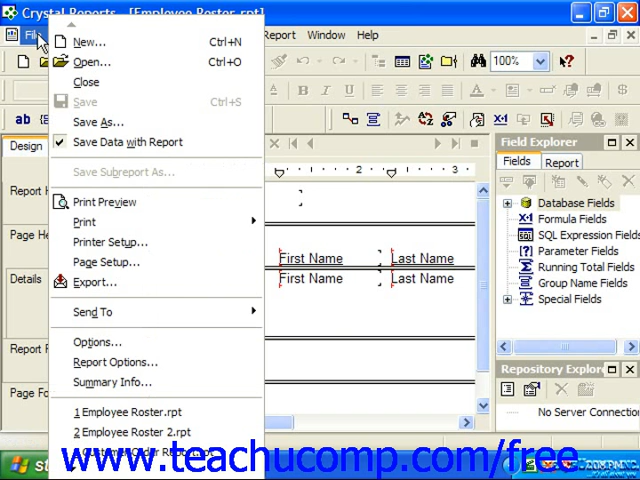 Crystal Reports - [Employee Roster.rpt]
File
Report Window Help
New... Ctrl+N
Open... Ctrl+O
Close
Save Ctrl+S
Save As...
Save Data with Report
Save Subreport As...
Print Preview
Print
Printer Setup...
Page Setup...
Export...
Send To
Options...
Report Options...
Summary Info...
1 Employee Roster.rpt
2 Employee Roster 2.rpt
100%
B I U
ab
Design
2 3
Report H
Page He
Details
Report F
Page Fo
First Name Last Name
First Name Last Name
Field Explorer
Fields Report
Database Fields
Formula Fields
SQL Expression Fields
Parameter Fields
Running Total Fields
Group Name Fields
Special Fields
Repository Explorer
No Server Connection
www.teachucomp.com/free